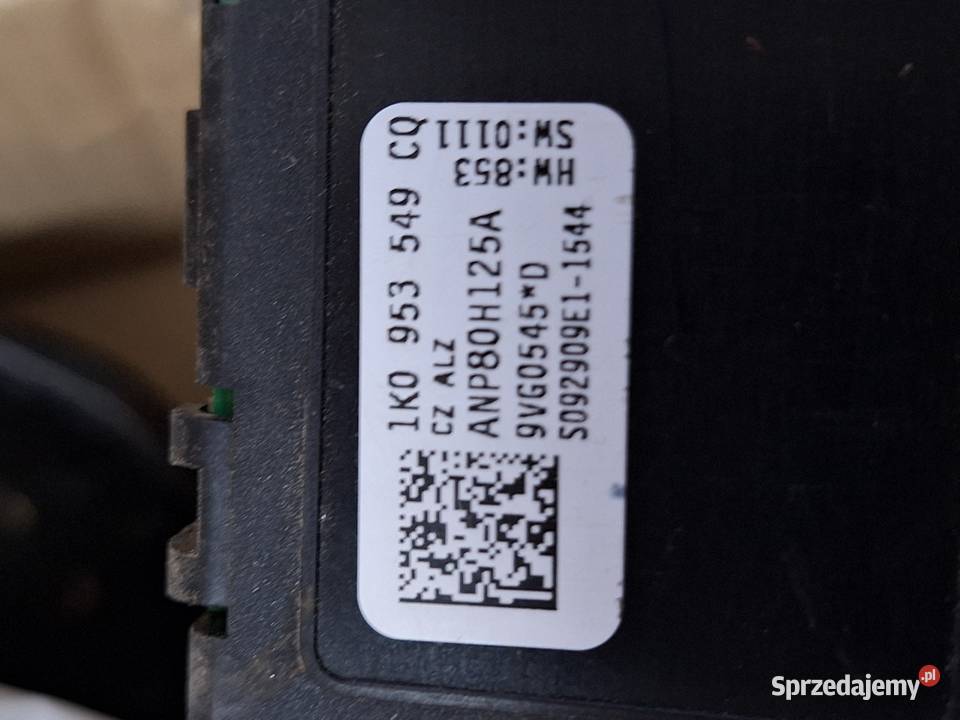 1K0 953 549 CQ
CZ ALZ
ANP80H125A
9VG0545*D
S092909E1-1544
HW:853
SW:0111
Sprzedajemy.pl